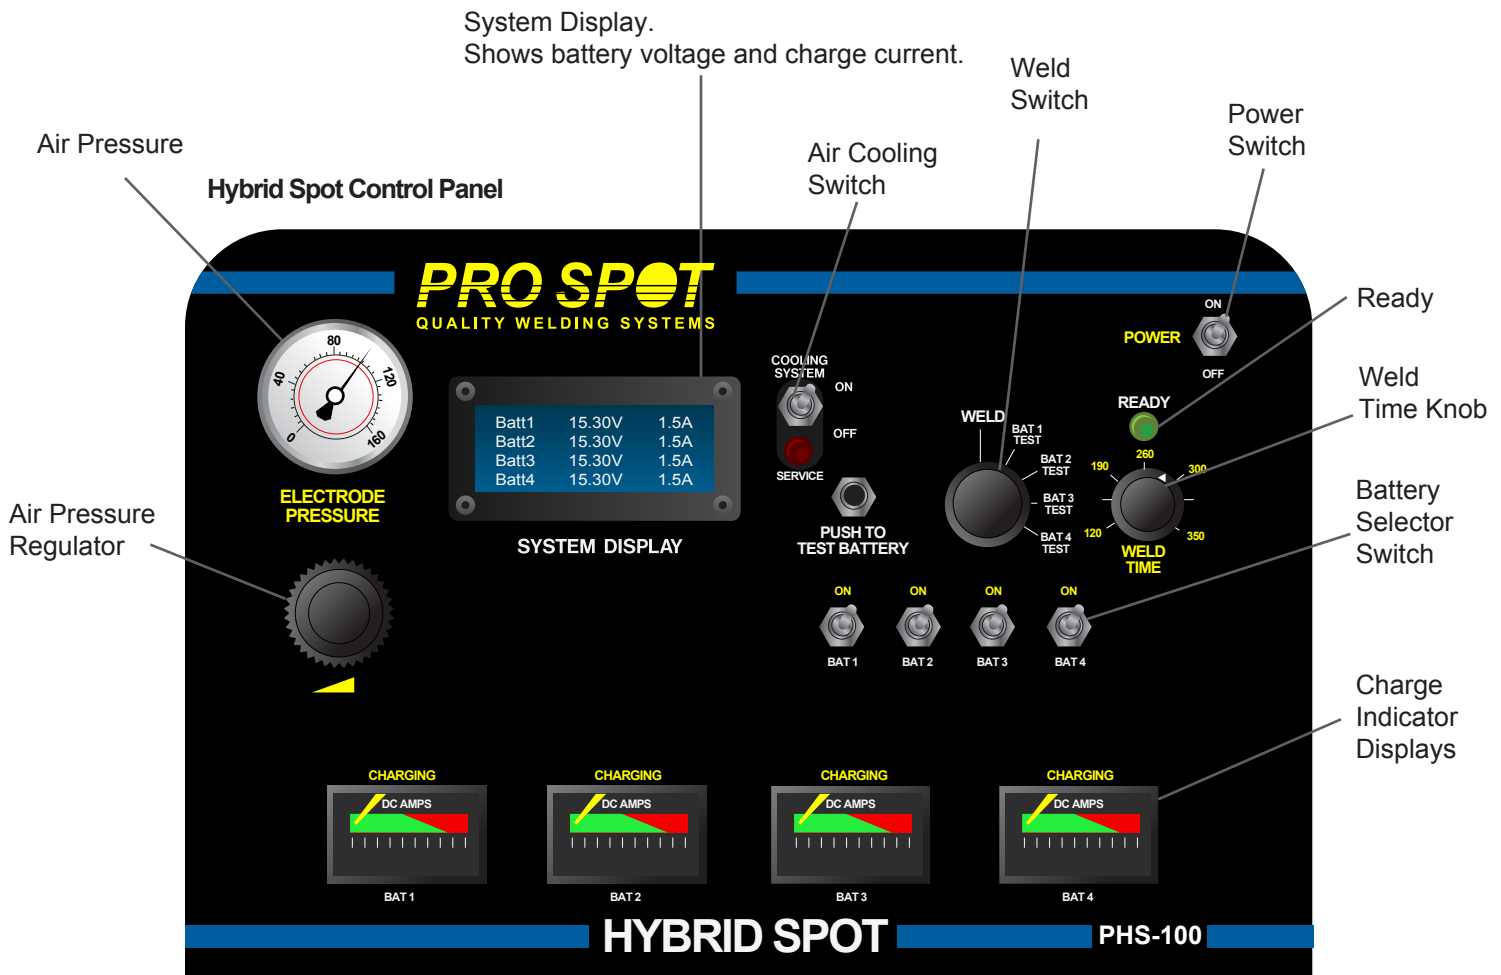 System Display.
Shows battery voltage and charge current.
Weld
Switch
Power
Switch
Air Pressure
Air Cooling
Switch
Hybrid Spot Control Panel
PRO SPOT
QUALITY WELDING SYSTEMS
ON
POWER
OFF
Ready
80
40
120
0
160
ELECTRODE
PRESSURE
Batt1 15.30V 1.5A
Batt2 15.30V 1.5A
Batt3 15.30V 1.5A
Batt4 15.30V 1.5A
SYSTEM DISPLAY
COOLING
SYSTEM
ON
OFF
SERVICE
PUSH TO
TEST BATTERY
WELD
BAT 1
TEST
BAT 2
TEST
BAT 3
TEST
BAT 4
TEST
READY
260
190
300
120
350
WELD
TIME
Weld
Time Knob
Battery
Selector
Switch
Air Pressure
Regulator
ON ON ON ON
BAT 1 BAT 2 BAT 3 BAT 4
Charge
Indicator
Displays
CHARGING CHARGING CHARGING CHARGING
DC AMPS DC AMPS DC AMPS DC AMPS
BAT 1 BAT 2 BAT 3 BAT 4
HYBRID SPOT
PHS-100